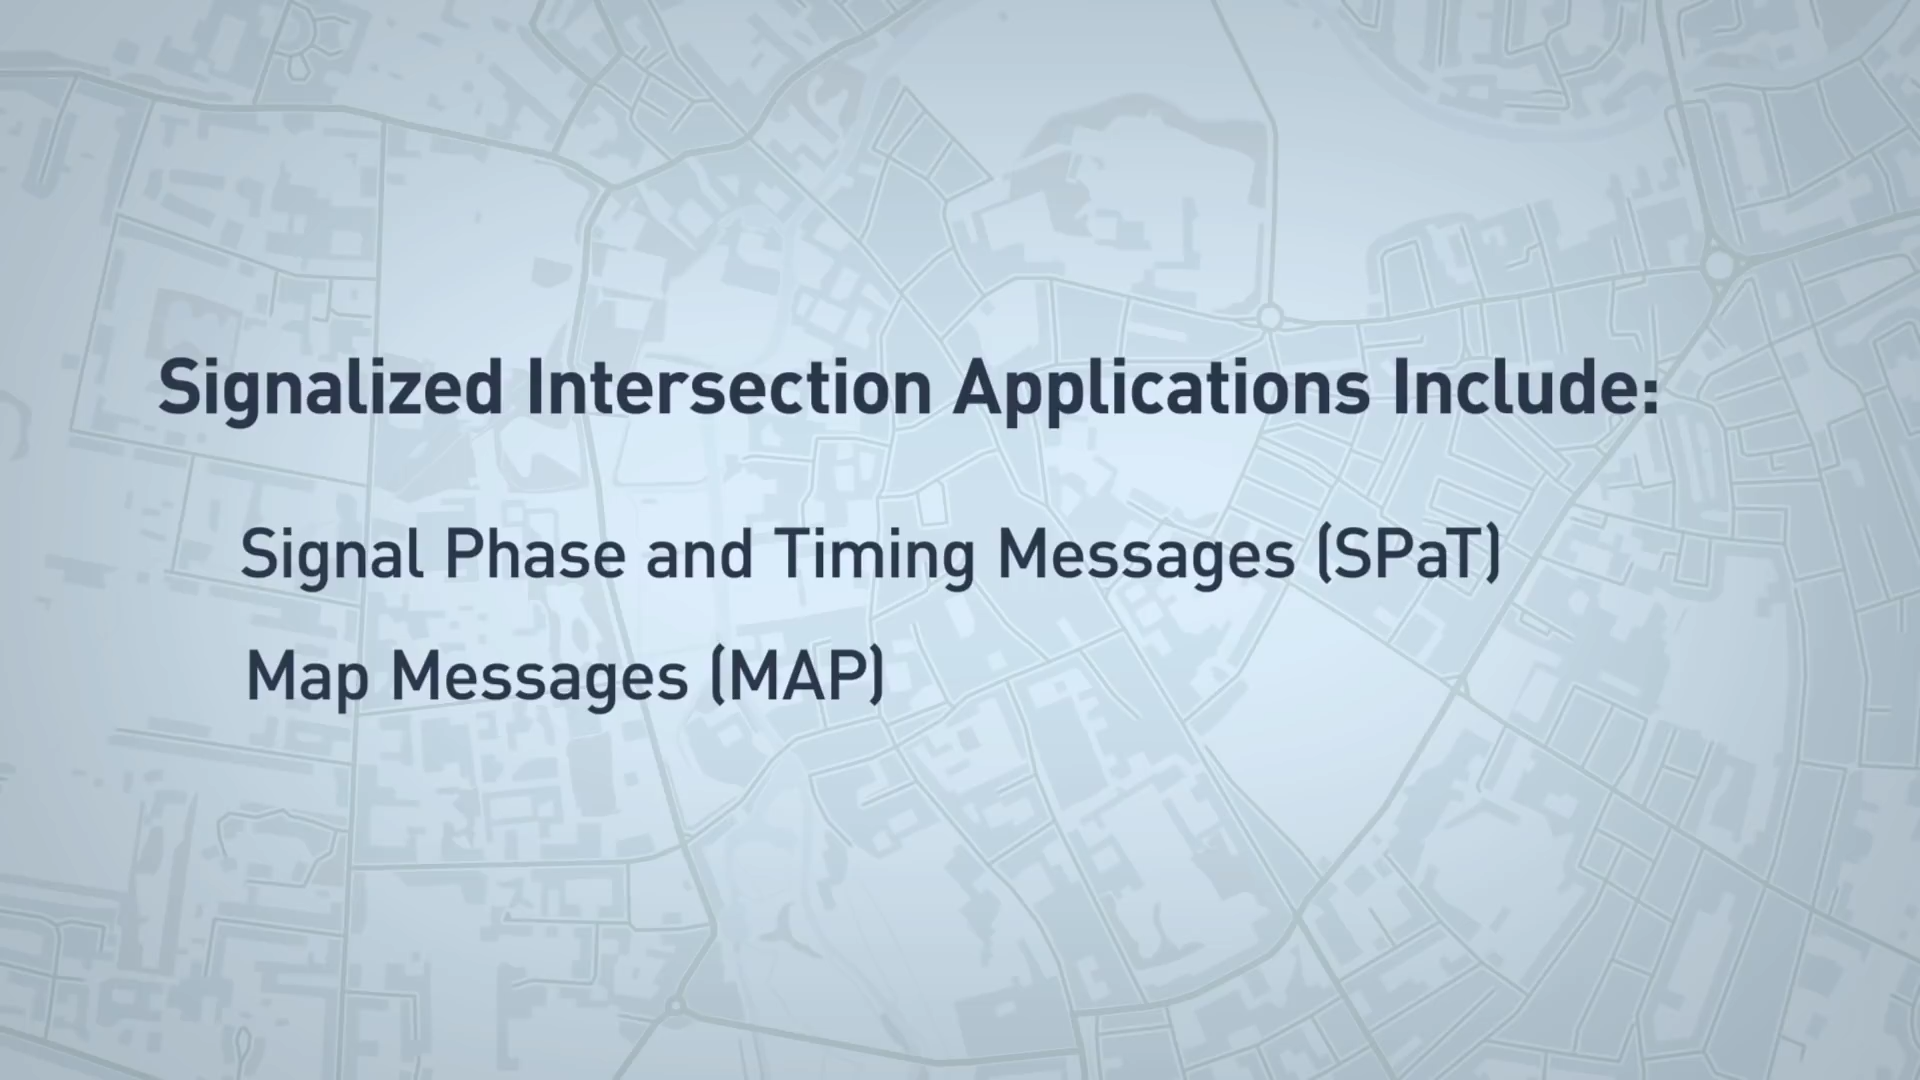 Signalized Intersection Applications Include:
Signal Phase and Timing Messages (SPaT)
Map Messages (MAP)